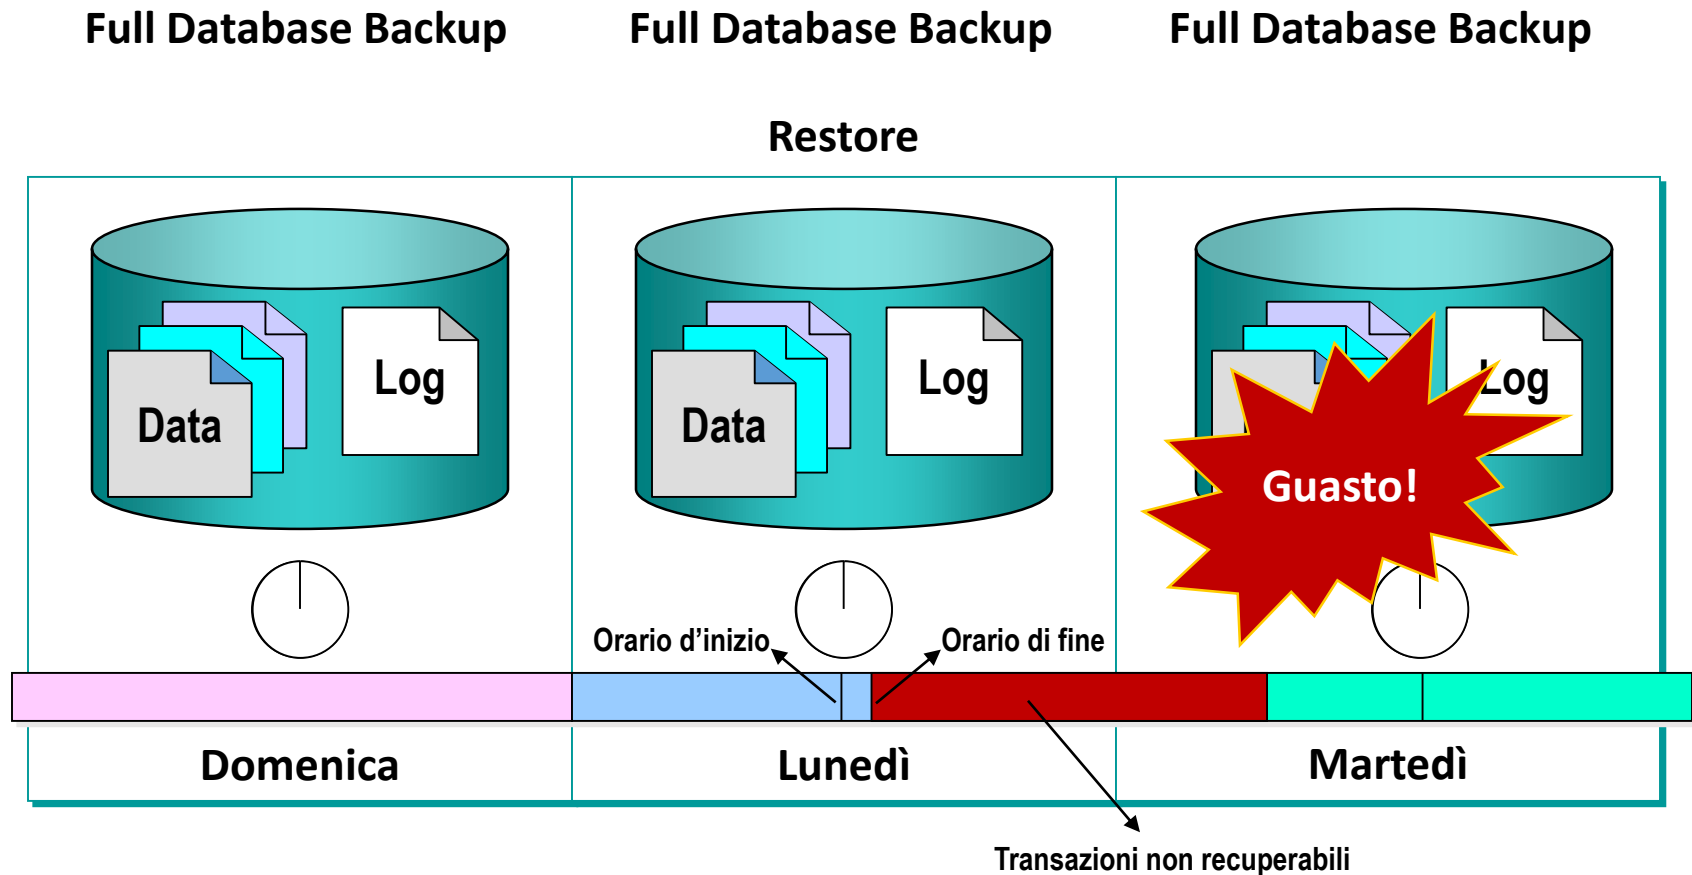 Full Database Backup Full Database Backup Full Database Backup
Restore
Data Log Data Log Log
Guasto!
Orario d’inizio Orario di fine
Domenica Lunedì Martedì
Transazioni non recuperabili